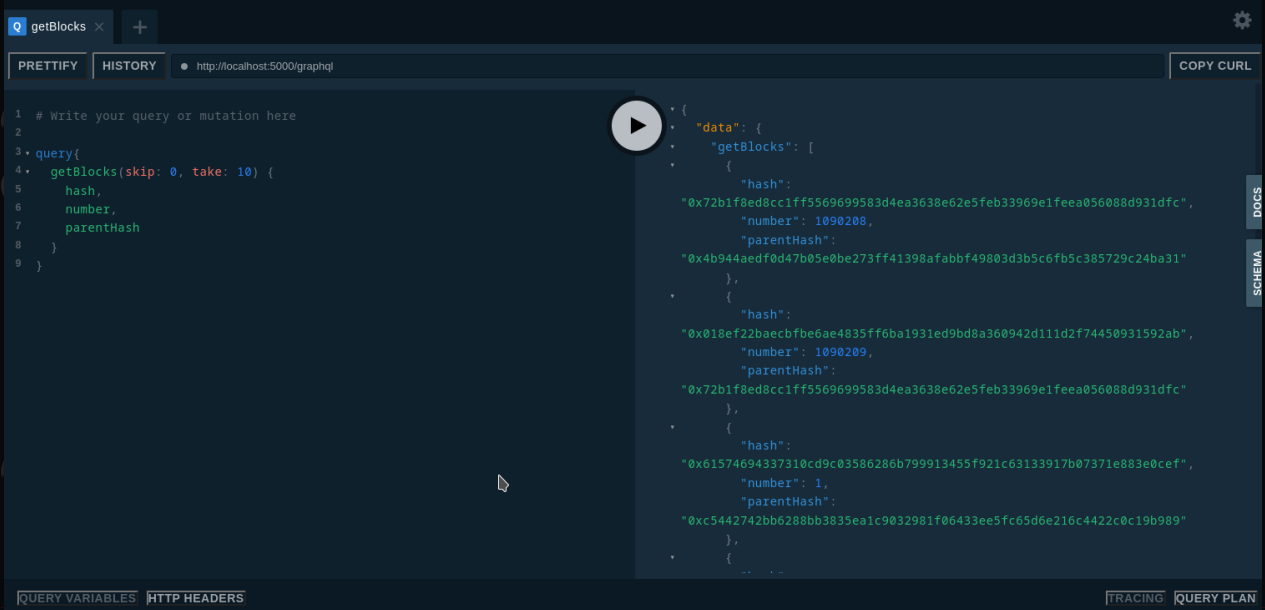 Q getBlocks
PRETTIFY HISTORY http://localhost:5000/graphql COPY CURL
1 # Write your query or mutation here
2
3 query{
4 getBlocks(skip: 0, take: 10) {
5 hash,
6 number,
7 parentHash
8 }
9 }
{
"data": {
"getBlocks": [
{
"hash":
"0x72b1f8ed8cc1ff5569699583d4ea3638e62e5feb33969e1feea056088d931dfc",
"number": 1090208,
"parentHash":
"0x4b944aedf0d47b05e0be273ff41398afabbf49803d3b5c6fb5c385729c24ba31"
},
{
"hash":
"0x018ef22baecbfbe6ae4835ff6ba1931ed9bd8a360942d111d2f74450931592ab",
"number": 1090209,
"parentHash":
"0x72b1f8ed8cc1ff5569699583d4ea3638e62e5feb33969e1feea056088d931dfc"
},
{
"hash":
"0x61574694337310cd9c03586286b799913455f921c63133917b07371e883e0cef",
"number": 1,
"parentHash":
"0xc5442742bb6288bb3835ea1c9032981f06433ee5fc65d6e216c4422c0c19b989"
},
{
DOCS
SCHEMA
QUERY VARIABLES HTTP HEADERS
TRACING QUERY PLAN